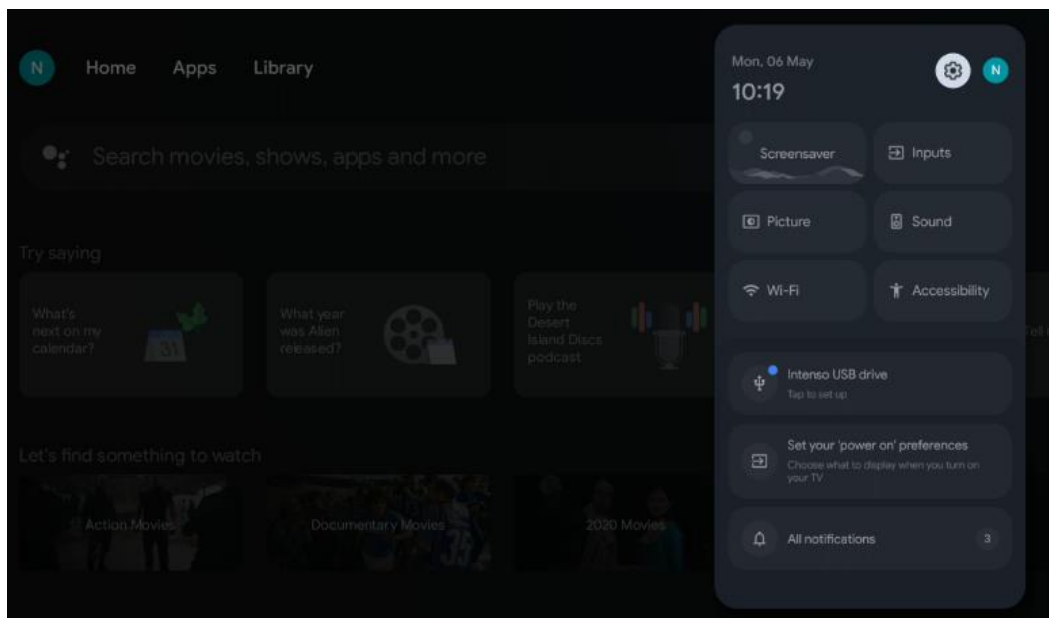 N
Home
Apps
Library
Search movies, shows, apps and more
Try saying
What's
next on my
calendar?
31
What year
was Alien
released?
Play the
Desert
Island Discs
podcast
Let's find something to watch
Action Movies
Documentary Movies
35
2020 Movies
Mon, 06 May
10:19
N
Screensaver
Inputs
Picture
Sound
Wi-Fi
Accessibility
Intenso USB drive
Tap to set up
Set your 'power on' preferences
Choose what to display when you turn on
your TV
All notifications
3